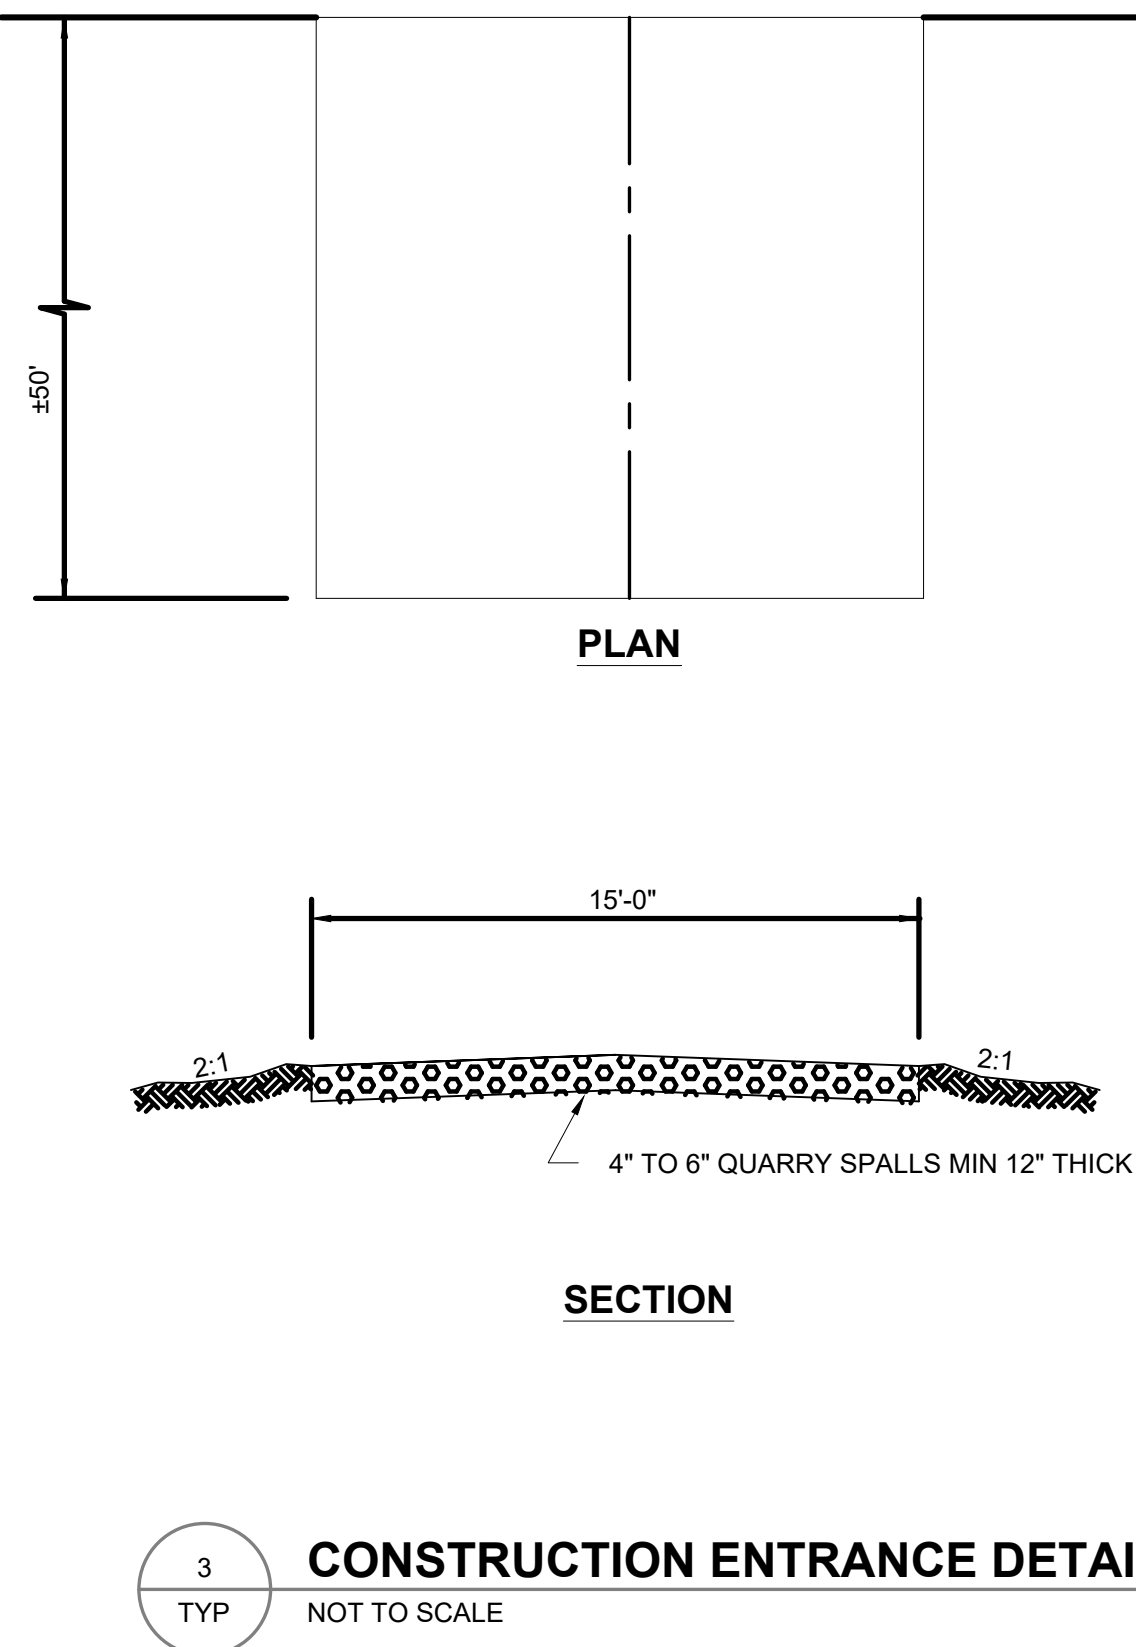 ±50'
PLAN
15'-0"
2:1
2:1
4" TO 6" QUARRY SPALLS MIN 12" THICK
SECTION
3
CONSTRUCTION ENTRANCE DETAI
TYP
NOT TO SCALE